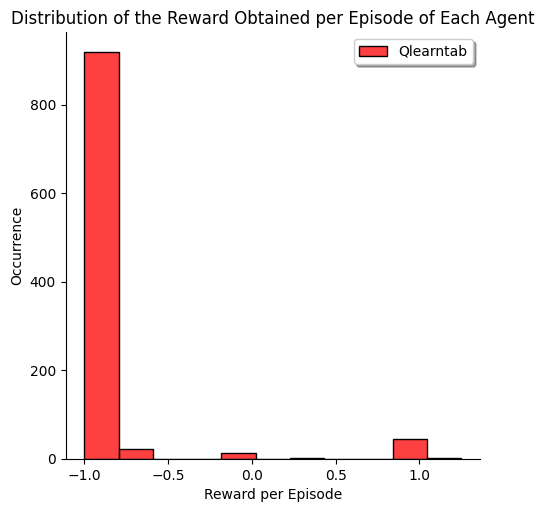 Distribution of the Reward Obtained per Episode of Each Agent
Qlearntab
Occurrence
800
600
400
200
0
−1.0 −0.5 0.0 0.5 1.0
Reward per Episode